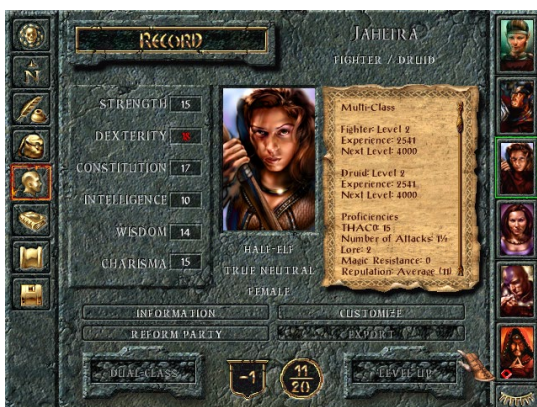 RECORD
JAHEIRA
FIGHTER / DRUID
STRENGTH 15
DEXTERITY 18
CONSTITUTION 17
INTELLIGENCE 10
WISDOM 14
CHARISMA 15
HALF-ELF
TRUE NEUTRAL
FEMALE
Multi-Class
Fighter: Level 2
Experience: 2541
Next Level: 4000
Druid: Level 2
Experience: 2541
Next Level: 4000
Proficiencies
THAC0: 15
Number of Attacks: 1½
Lore: 2
Magic Resistance: 0
Reputation: Average (11)
INFORMATION
CUSTOMIZE
REFORM PARTY
EXPORT
DUAL-CLASS
-1
11
20
LEVEL UP
N